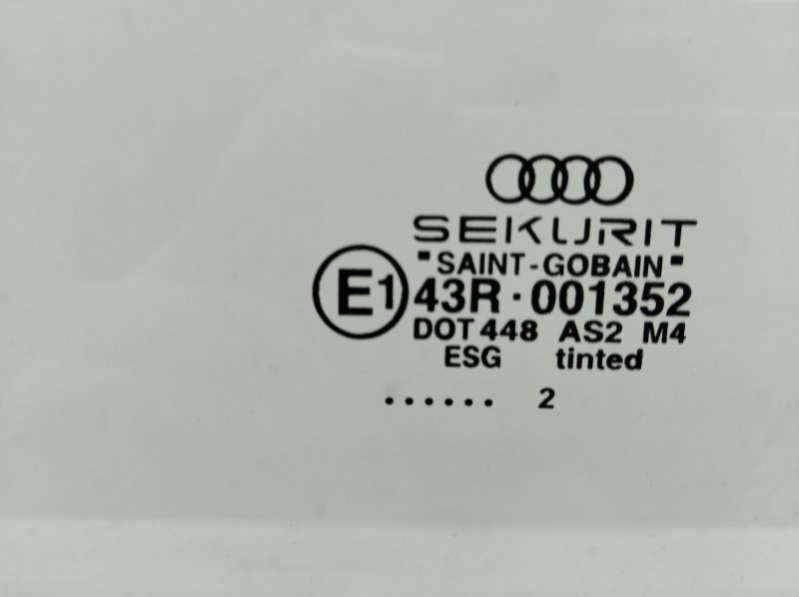 SEKURIT
"SAINT-GOBAIN"
E1 43R·001352
DOT 448 AS2 M4
ESG tinted
...... 2